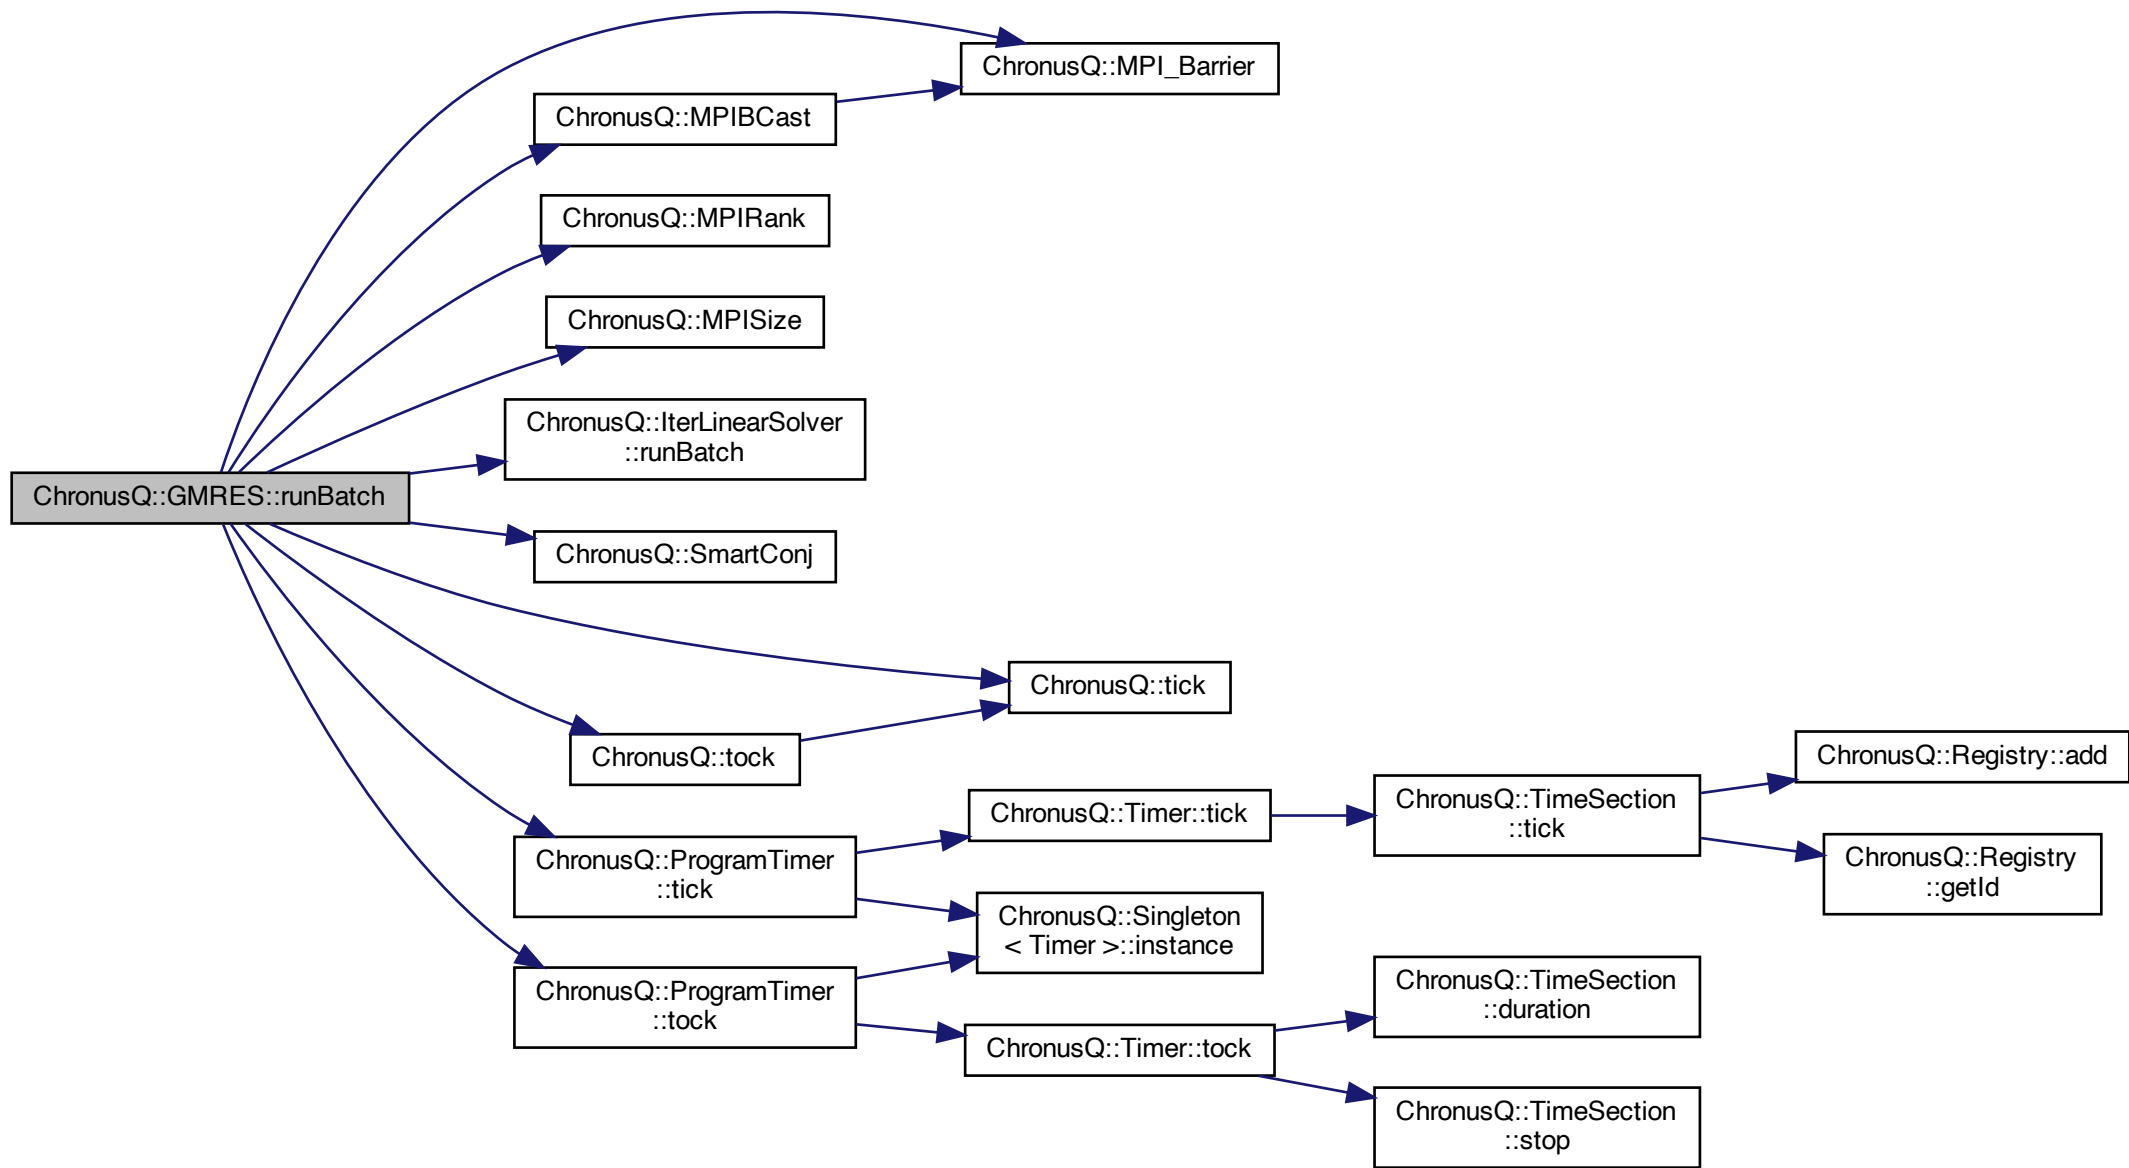 ChronusQ::MPI_Barrier
ChronusQ::MPIBCast
ChronusQ::MPIRank
ChronusQ::MPISize
ChronusQ::IterLinearSolver
::runBatch
ChronusQ::GMRES::runBatch
ChronusQ::SmartConj
ChronusQ::tick
ChronusQ::tock
ChronusQ::Registry::add
ChronusQ::Timer::tick
ChronusQ::TimeSection
::tick
ChronusQ::ProgramTimer
::tick
ChronusQ::Registry
::getId
ChronusQ::Singleton
< Timer >::instance
ChronusQ::ProgramTimer
::tock
ChronusQ::TimeSection
::duration
ChronusQ::Timer::tock
ChronusQ::TimeSection
::stop